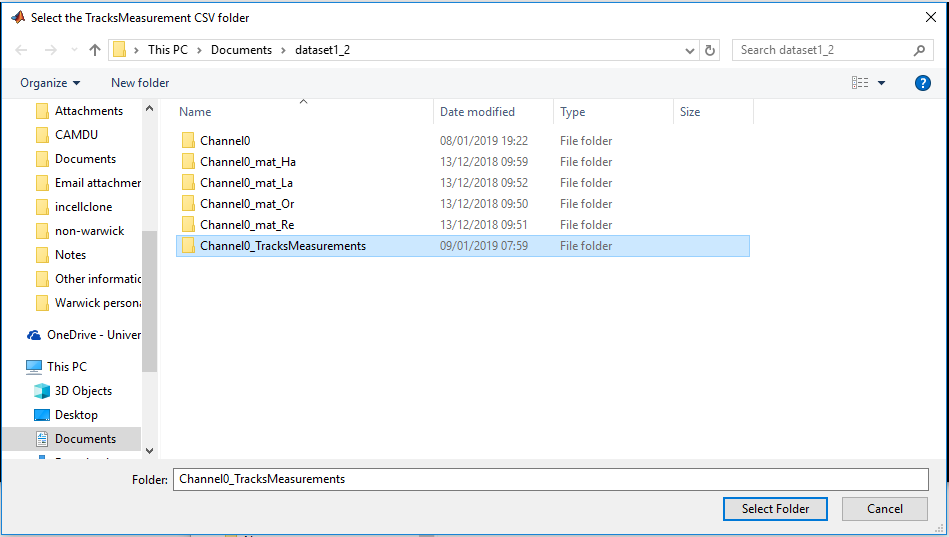 Select the TracksMeasurement CSV folder
This PC > Documents > dataset1_2
Search dataset1_2
Organize New folder
?
Name Date modified Type Size
Attachments
CAMDU
Documents
Email attachmen
incellclone
non-warwick
Notes
Other informatic
Warwick persona
OneDrive - Univer
This PC
3D Objects
Desktop
Documents
Channel0 08/01/2019 19:22 File folder
Channel0_mat_Ha 13/12/2018 09:59 File folder
Channel0_mat_La 13/12/2018 09:52 File folder
Channel0_mat_Or 13/12/2018 09:50 File folder
Channel0_mat_Re 13/12/2018 09:51 File folder
Channel0_TracksMeasurements 09/01/2019 07:59 File folder
Folder: Channel0_TracksMeasurements
Select Folder Cancel